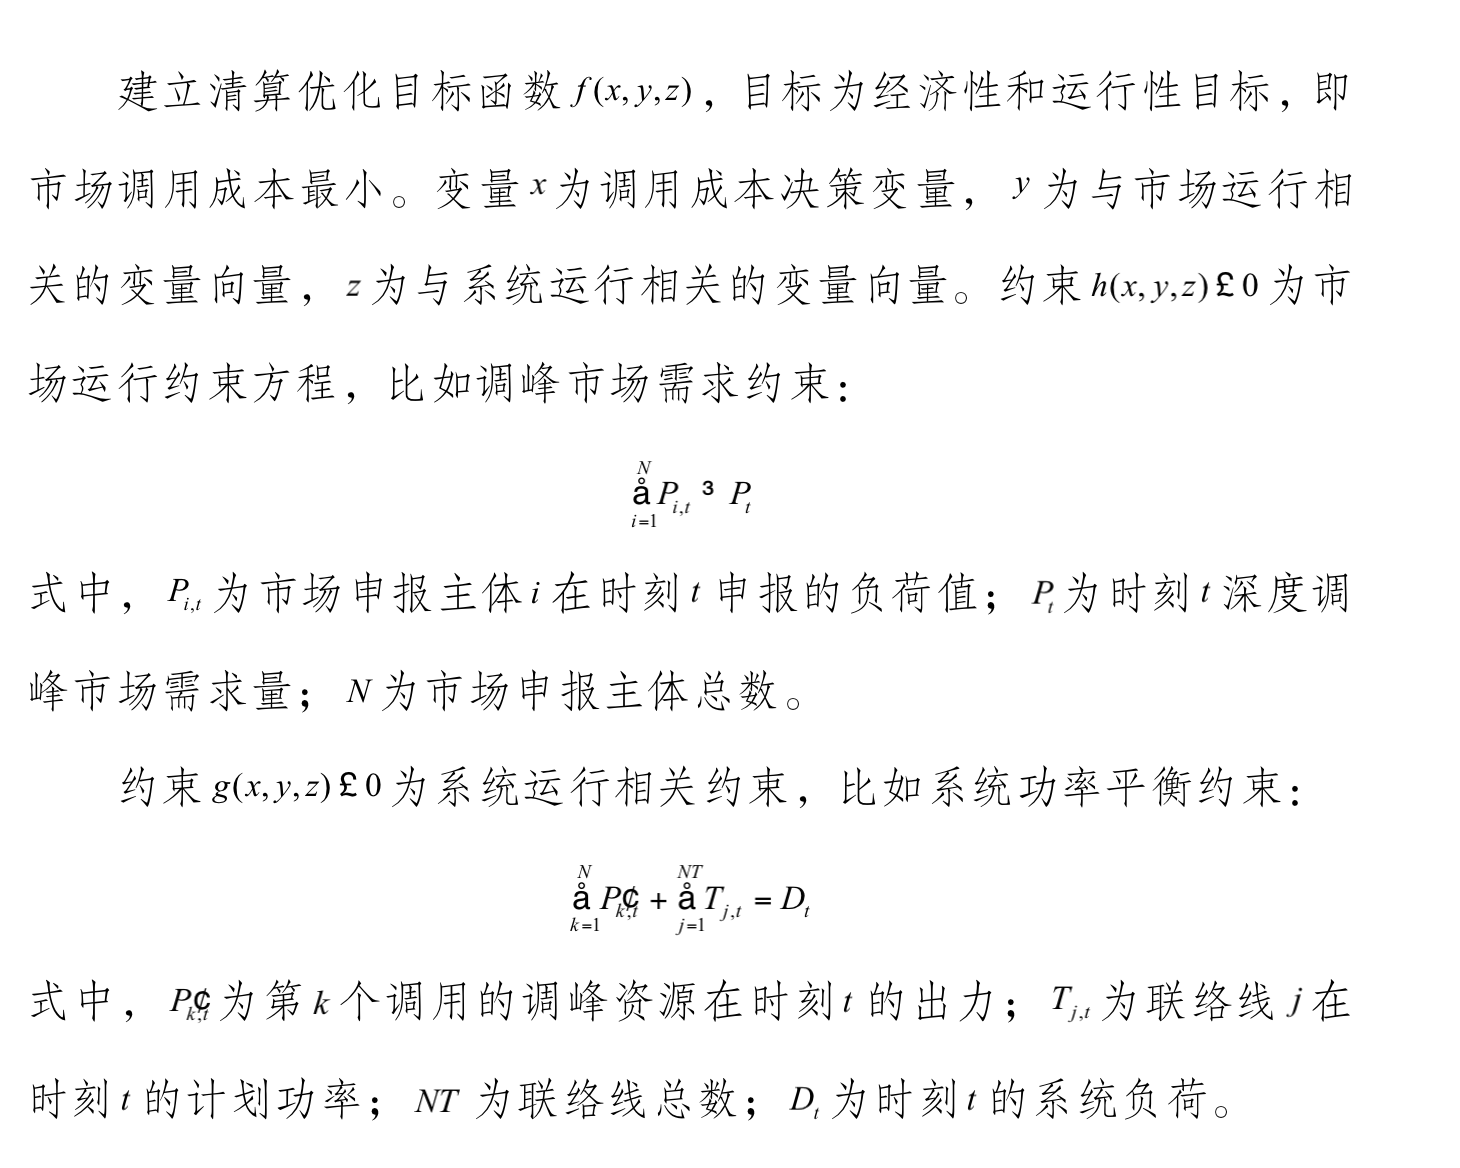 建立清算优化目标函数 f(x, y,z)，目标为经济性和运行性目标，即
市场调用成本最小。变量 x 为调用成本决策变量， y 为与市场运行相
关的变量向量， z 为与系统运行相关的变量向量。约束 h(x, y,z) £ 0 为市
场运行约束方程，比如调峰市场需求约束：
N
å P_{i,t} ³ P_t
i=1
式中， P_{i,t} 为市场申报主体 i 在时刻 t 申报的负荷值； P_t 为时刻 t 深度调
峰市场需求量； N 为市场申报主体总数。
约束 g(x, y,z) £ 0 为系统运行相关约束，比如系统功率平衡约束：
N NT
å P¢_{k,t} + å T_{j,t} = D_t
k=1 j=1
式中， P¢_{k,t} 为第 k 个调用的调峰资源在时刻 t 的出力； T_{j,t} 为联络线 j 在
时刻 t 的计划功率； NT 为联络线总数； D_t 为时刻 t 的系统负荷。